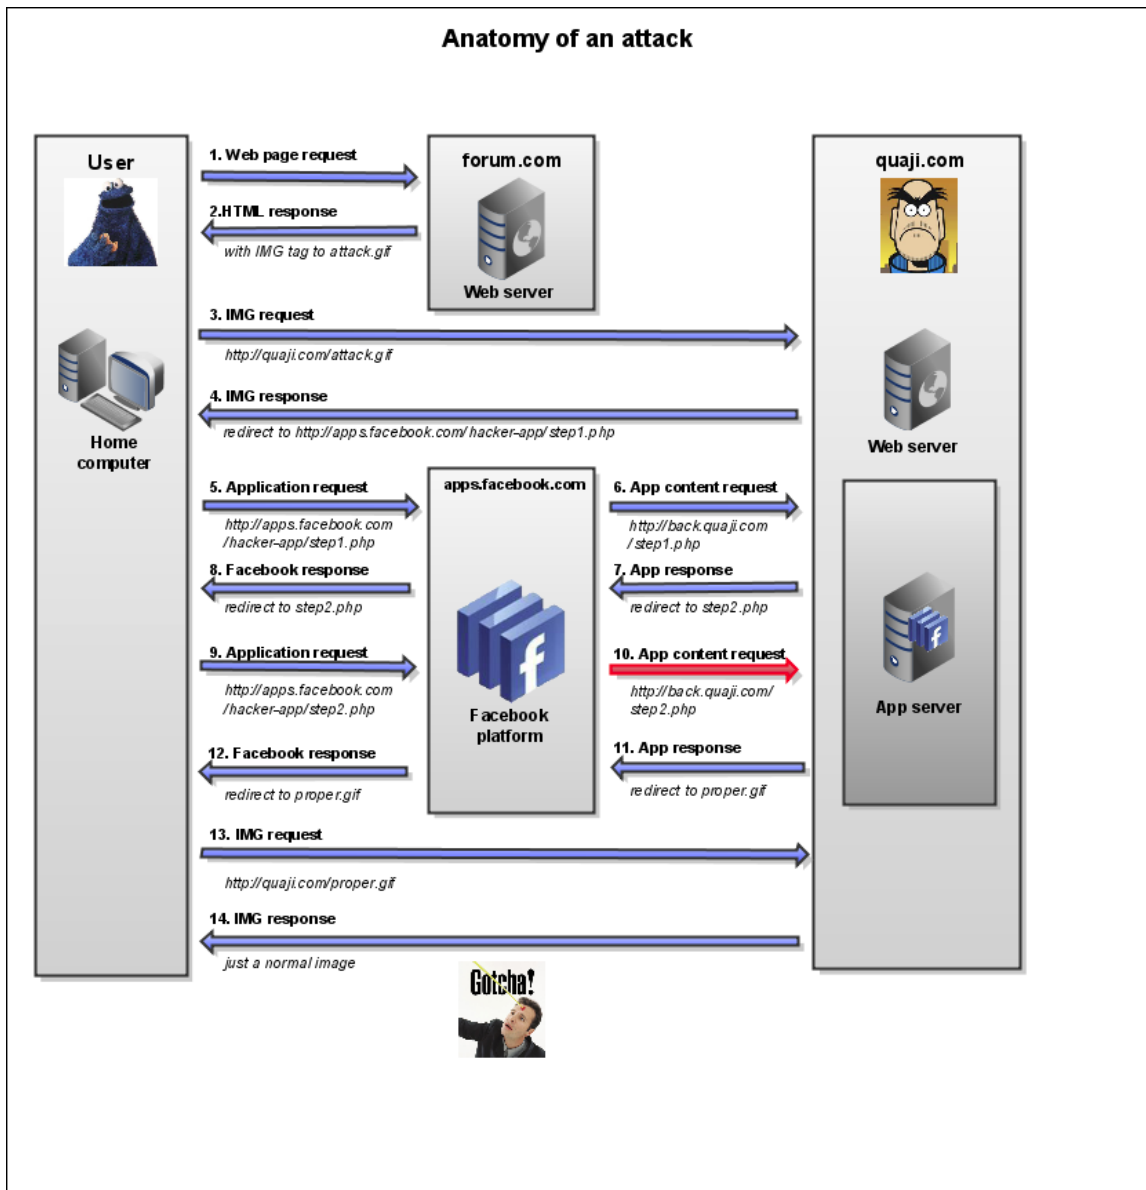 Anatomy of an attack
User
forum.com
quaji.com
1. Web page request
2.HTML response
with IMG tag to attack.gif
Web server
3. IMG request
http://quaji.com/attack.gif
4. IMG response
redirect to http://apps.facebook.com/hacker-app/step1.php
Home
computer
Web server
5. Application request
http://apps.facebook.com
/hacker-app/step1.php
apps.facebook.com
6. App content request
http://back.quaji.com
/step1.php
8. Facebook response
redirect to step2.php
7. App response
redirect to step2.php
9. Application request
http://apps.facebook.com
/hacker-app/step2.php
f
f
10. App content request
http://back.quaji.com/
step2.php
Facebook
platform
App server
12. Facebook response
redirect to proper.gif
11. App response
redirect to proper.gif
13. IMG request
http://quaji.com/proper.gif
14. IMG response
just a normal image
Gotcha!